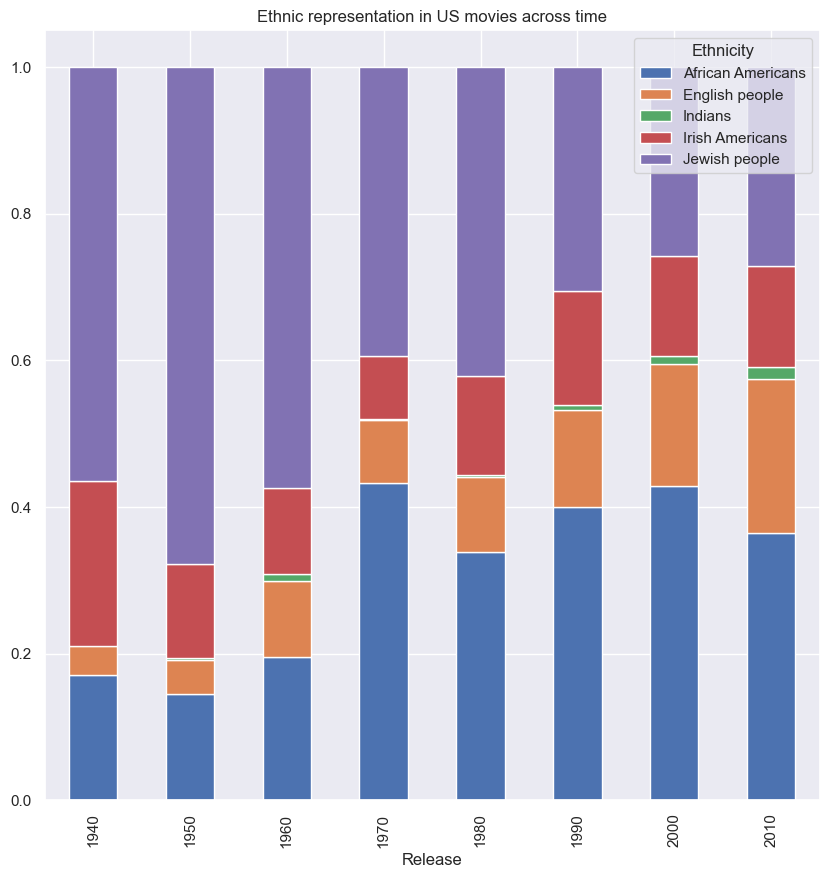 Ethnic representation in US movies across time
Ethnicity
African Americans
English people
Indians
Irish Americans
Jewish people
1.0
0.8
0.6
0.4
0.2
0.0
1940
1950
1960
1970
1980
1990
2000
2010
Release